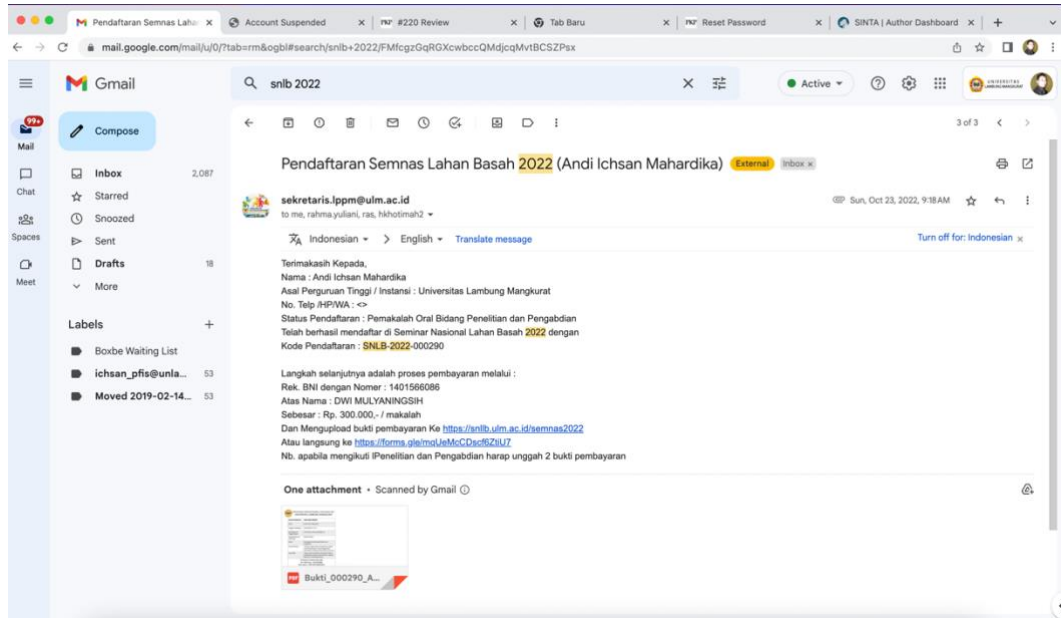 Pendaftaran Semnas Laha
Account Suspended
#220 Review
Tab Baru
Reset Password
SINTA | Author Dashboard
mail.google.com/mail/u/0/?tab=rm&ogbl#search/snlb+2022/FMfcgzGqRGXcwbccQMdjcqMvtBCSZPsx
Gmail
snlb 2022
Active
UNIVERSITAS
LAMBUNG MANGKURAT
99+
Mail
Chat
Spaces
Meet
Compose
Inbox 2,087
Starred
Snoozed
Sent
Drafts 18
More
Labels
Boxbe Waiting List
ichsan_pfis@unla... 53
Moved 2019-02-14... 53
3 of 3
Pendaftaran Semnas Lahan Basah 2022 (Andi Ichsan Mahardika) External Inbox x
sekretaris.lppm@ulm.ac.id
Sun, Oct 23, 2022, 9:18 AM
to me, rahma.yuliani, ras, hkhotimah2
Indonesian > English Translate message
Turn off for: Indonesian x
Terimakasih Kepada,
Nama : Andi Ichsan Mahardika
Asal Perguruan Tinggi / Instansi : Universitas Lambung Mangkurat
No. Telp /HP/WA : <>
Status Pendaftaran : Pemakalah Oral Bidang Penelitian dan Pengabdian
Telah berhasil mendaftar di Seminar Nasional Lahan Basah 2022 dengan
Kode Pendaftaran : SNLB-2022-000290
Langkah selanjutnya adalah proses pembayaran melalui :
Rek. BNI dengan Nomer : 1401566086
Atas Nama : DWI MULYANINGSIH
Sebesar : Rp. 300.000,- / makalah
Dan Mengupload bukti pembayaran Ke https://snllb.ulm.ac.id/semnas2022
Atau langsung ke https://forms.gle/mqUeMcCDscf6ZtiU7
Nb. apabila mengikuti lPenelitian dan Pengabdian harap unggah 2 bukti pembayaran
One attachment • Scanned by Gmail
PDF Bukti_000290_A...